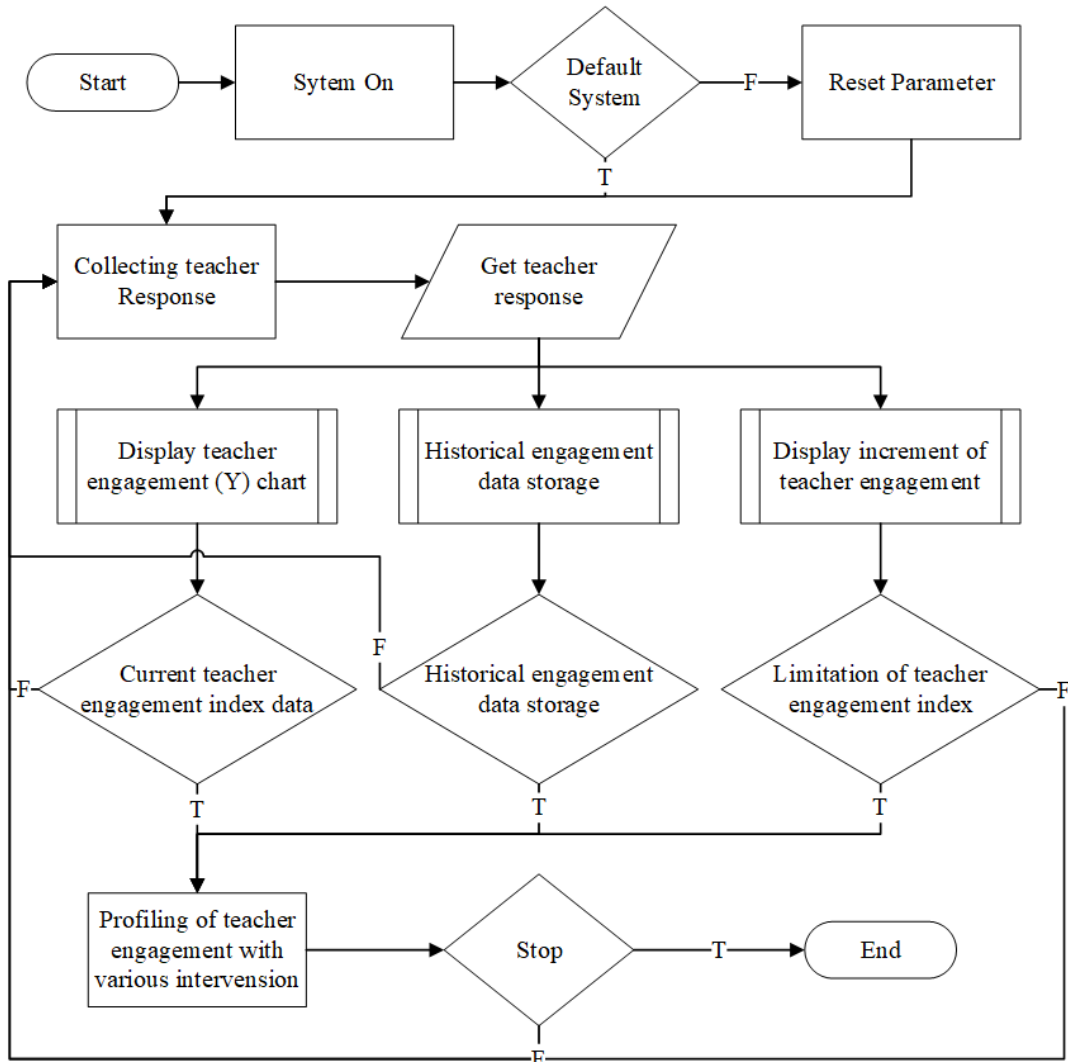 Start
Sytem On
Default
System
F
Reset Parameter
T
Collecting teacher
Response
Get teacher
response
Display teacher
engagement (Y) chart
Historical engagement
data storage
Display increment of
teacher engagement
F
Current teacher
engagement index data
F
Historical engagement
data storage
Limitation of teacher
engagement index
F
T
T
T
Profiling of teacher
engagement with
various intervension
Stop
T
End
F